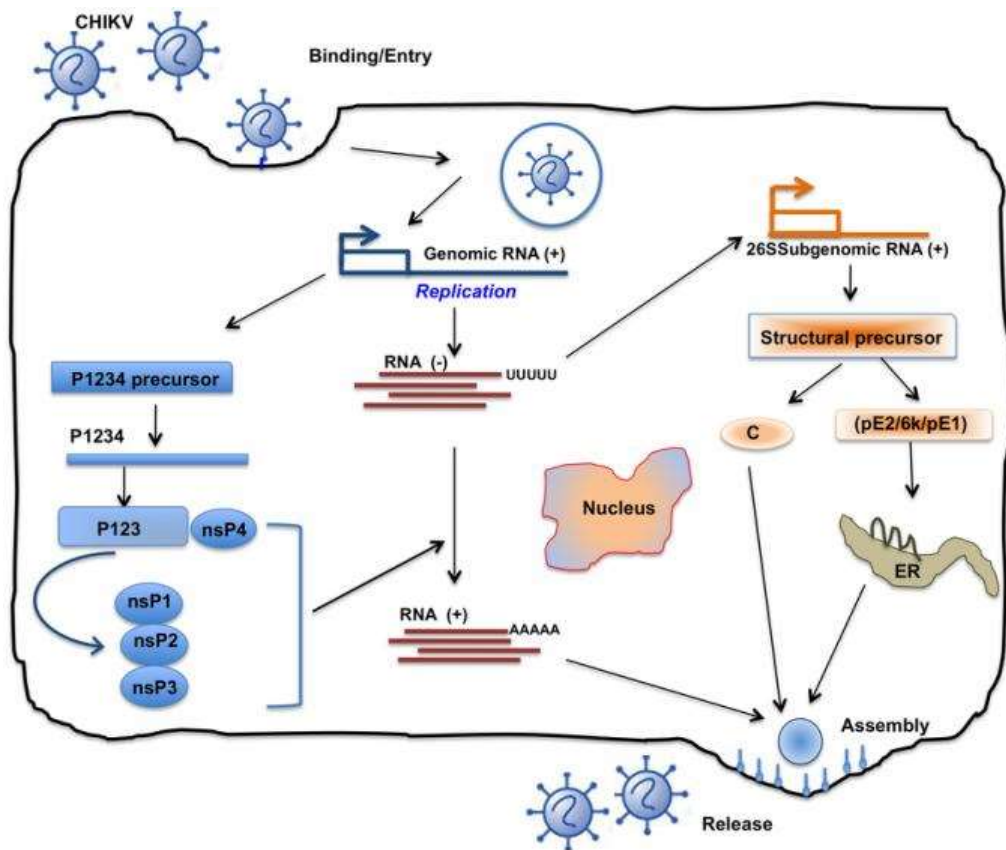 CHIKV
Binding/Entry
Genomic RNA (+)
Replication
26SSubgenomic RNA (+)
Structural precursor
RNA (-)
UUUUU
P1234 precursor
P1234
C
(pE2/6k/pE1)
P123
nsP4
Nucleus
ER
nsP1
nsP2
nsP3
RNA (+)
AAAAA
Assembly
Release